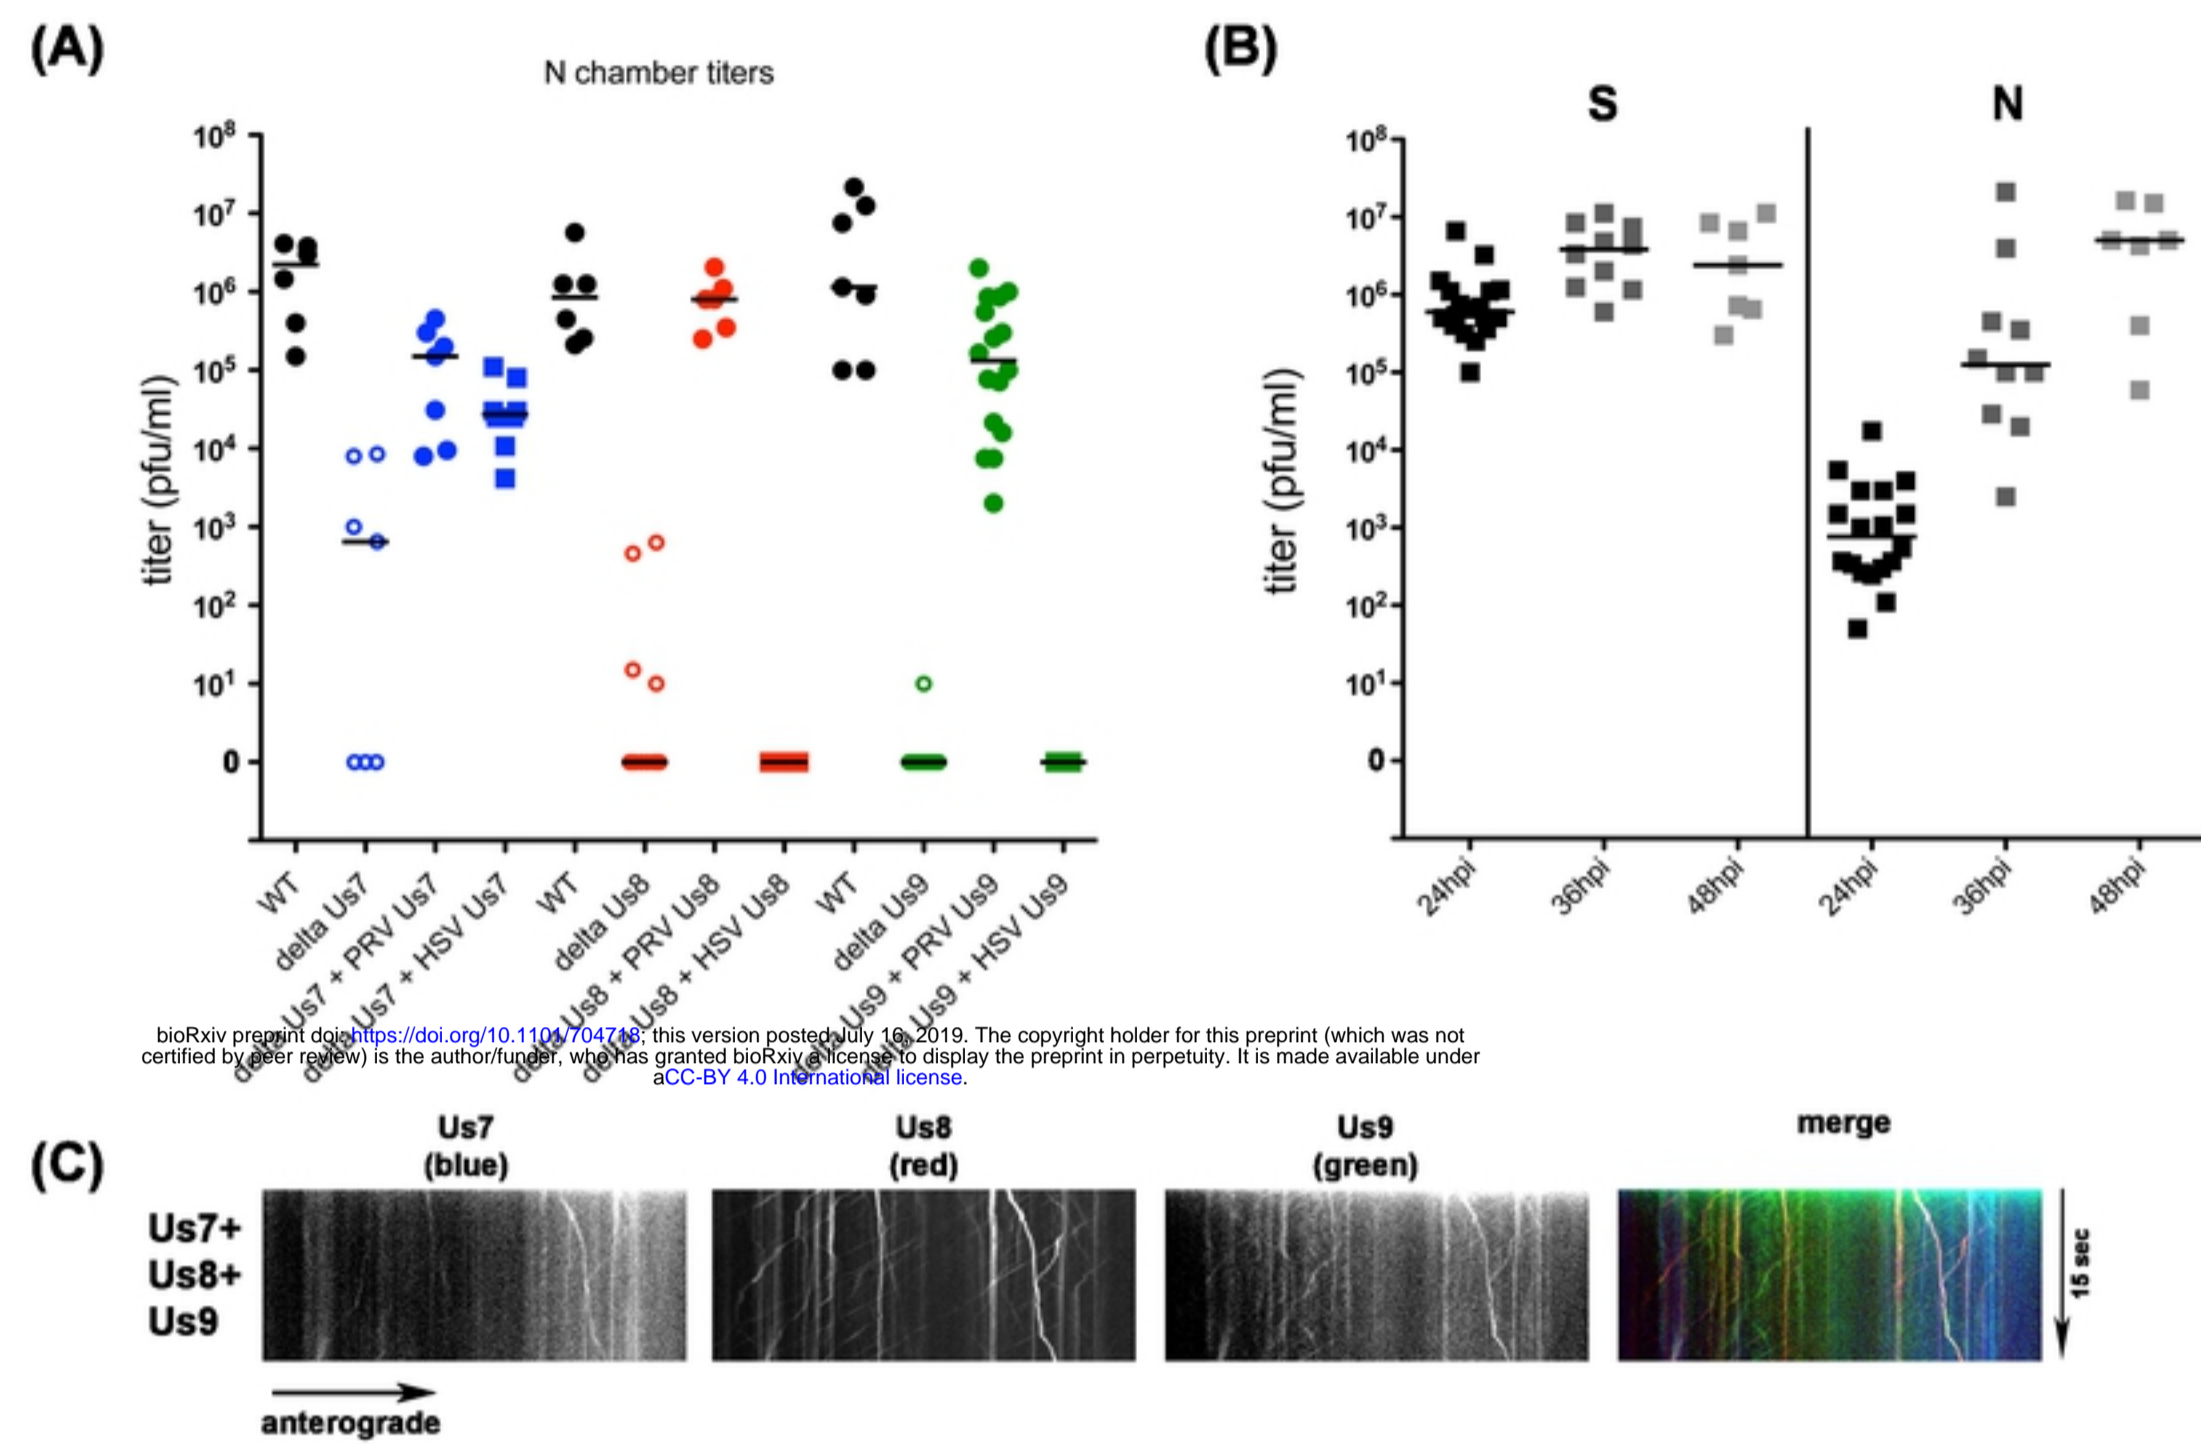 (A)
N chamber titers
titer (pfu/ml)
10⁸
10⁷
10⁶
10⁵
10⁴
10³
10²
10¹
0
WT
delta Us7
delta Us7 + PRV Us7
delta Us7 + HSV Us7
WT
delta Us8
delta Us8 + PRV Us8
delta Us8 + HSV Us8
WT
delta Us9
delta Us9 + PRV Us9
delta Us9 + HSV Us9
(B)
S
N
titer (pfu/ml)
10⁸
10⁷
10⁶
10⁵
10⁴
10³
10²
10¹
0
24hpi
36hpi
48hpi
24hpi
36hpi
48hpi
bioRxiv preprint doi: https://doi.org/10.1101/704718; this version posted July 16, 2019. The copyright holder for this preprint (which was not
certified by peer review) is the author/funder, who has granted bioRxiv a license to display the preprint in perpetuity. It is made available under
aCC-BY 4.0 International license.
(C)
Us7
(blue)
Us8
(red)
Us9
(green)
merge
Us7+
Us8+
Us9
15 sec
anterograde